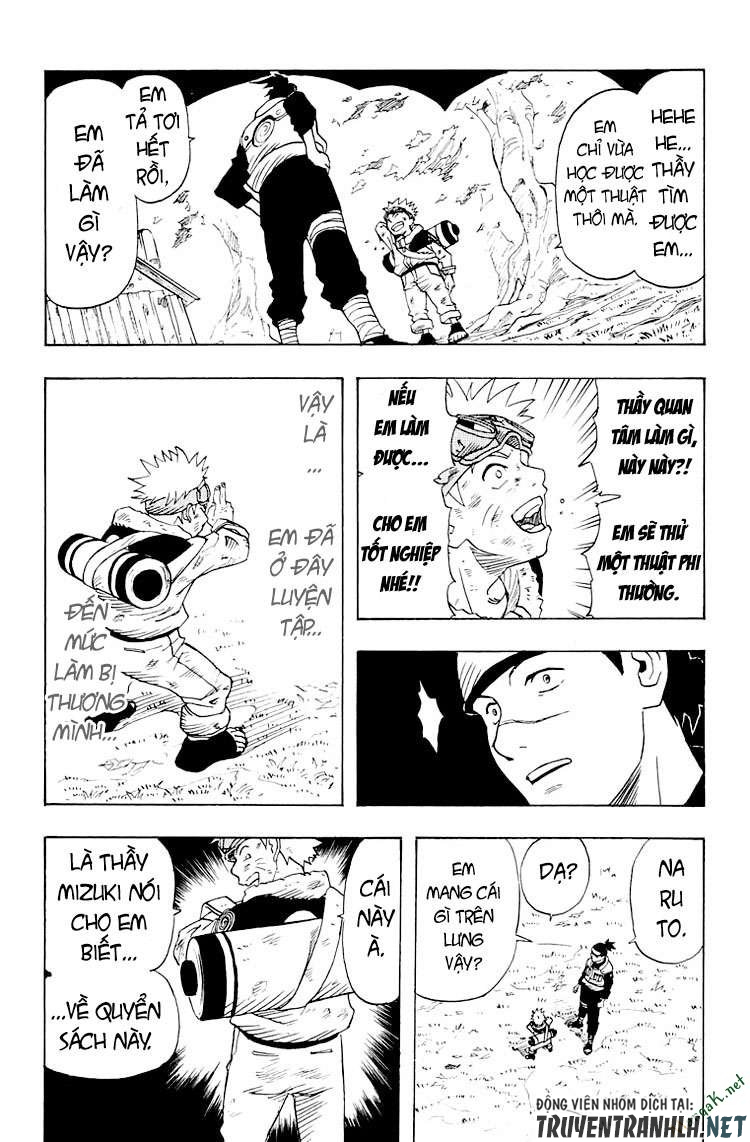 HEHE
HE...
THẦY
TÌM
ĐƯỢC
EM...
EM
CHỈ VỪA
HỌC ĐƯỢC
MỘT THUẬT
THÔI MÀ.
EM
TẢ TƠI
HẾT
RỒI,
EM
ĐÃ
LÀM
GÌ
VẬY?
THẦY QUAN
TÂM LÀM GÌ,
NÀY NÀY?!
EM SẼ THỬ
MỘT THUẬT PHI
THƯỜNG.
NẾU
EM LÀM
ĐƯỢC...
CHO EM
TỐT NGHIỆP
NHÉ!!
VẬY
LÀ
...
EM ĐÃ
Ở ĐÂY
LUYỆN
TẬP...
ĐẾN
MỨC
LÀM BỊ
THƯƠNG
MÌNH...
NA
RU
TO.
DẠ?
EM
MANG CÁI
GÌ TRÊN
LƯNG
VẬY?
CÁI
NÀY
À.
LÀ THẦY
MIZUKI NÓI
CHO EM
BIẾT...
...VỀ QUYỂN
SÁCH NÀY.
ĐỘNG VIÊN NHÓM DỊCH TẠI:
TRUYENTRANHLH.NET